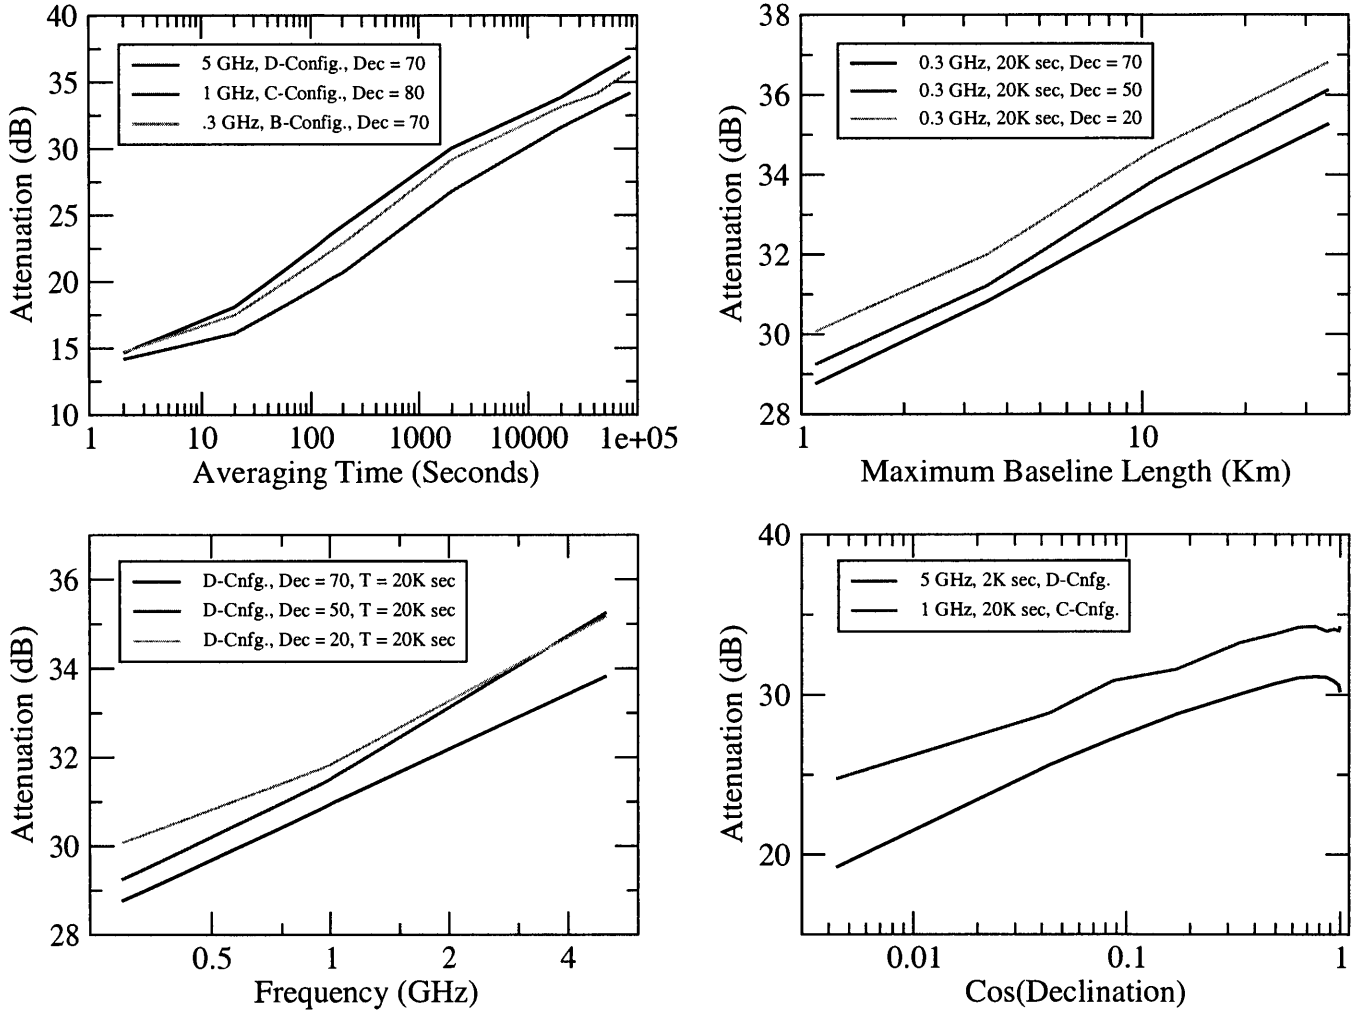 40
35
30
25
20
15
10
Attenuation (dB)
5 GHz, D-Config., Dec = 70
1 GHz, C-Config., Dec = 80
.3 GHz, B-Config., Dec = 70
1 10 100 1000 10000 1e+05
Averaging Time (Seconds)
38
36
34
32
30
28
Attenuation (dB)
0.3 GHz, 20K sec, Dec = 70
0.3 GHz, 20K sec, Dec = 50
0.3 GHz, 20K sec, Dec = 20
1 10
Maximum Baseline Length (Km)
36
34
32
30
28
Attenuation (dB)
D-Cnfg., Dec = 70, T = 20K sec
D-Cnfg., Dec = 50, T = 20K sec
D-Cnfg., Dec = 20, T = 20K sec
0.5 1 2 4
Frequency (GHz)
40
30
20
Attenuation (dB)
5 GHz, 2K sec, D-Cnfg.
1 GHz, 20K sec, C-Cnfg.
0.01 0.1 1
Cos(Declination)